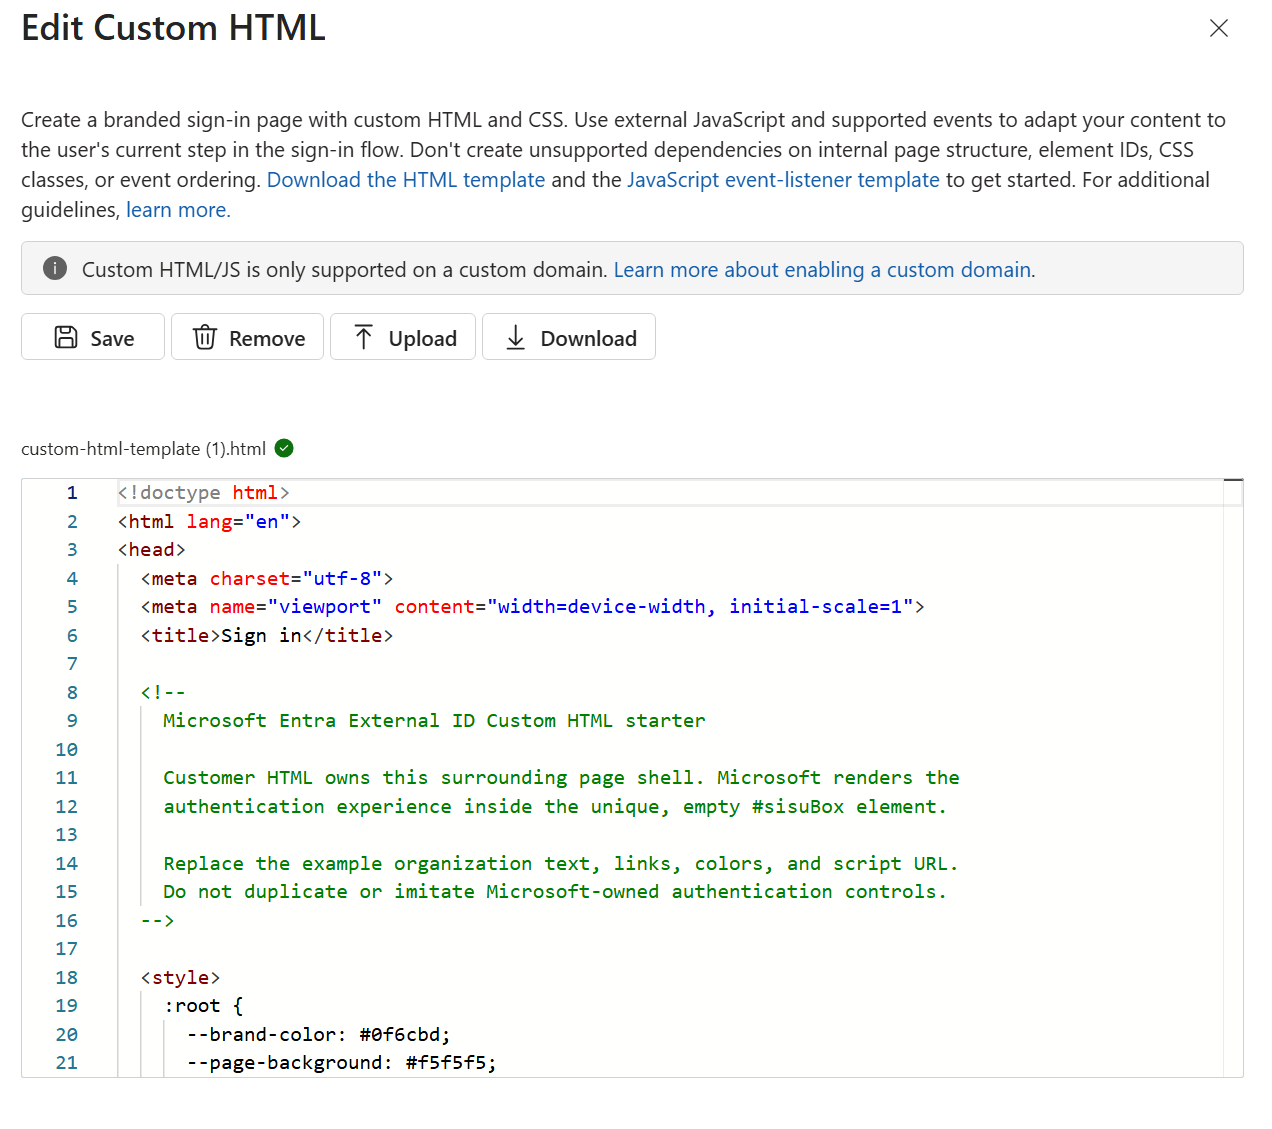 Edit Custom HTML
Create a branded sign-in page with custom HTML and CSS. Use external JavaScript and supported events to adapt your content to
the user's current step in the sign-in flow. Don't create unsupported dependencies on internal page structure, element IDs, CSS
classes, or event ordering. Download the HTML template and the JavaScript event-listener template to get started. For additional
guidelines, learn more.
Custom HTML/JS is only supported on a custom domain. Learn more about enabling a custom domain.
Save Remove Upload Download
custom-html-template (1).html
1 <!doctype html>
2 <html lang="en">
3 <head>
4 <meta charset="utf-8">
5 <meta name="viewport" content="width=device-width, initial-scale=1">
6 <title>Sign in</title>
7
8 <!--
9 Microsoft Entra External ID Custom HTML starter
10
11 Customer HTML owns this surrounding page shell. Microsoft renders the
12 authentication experience inside the unique, empty #sisuBox element.
13
14 Replace the example organization text, links, colors, and script URL.
15 Do not duplicate or imitate Microsoft-owned authentication controls.
16 -->
17
18 <style>
19 :root {
20 --brand-color: #0f6cbd;
21 --page-background: #f5f5f5;